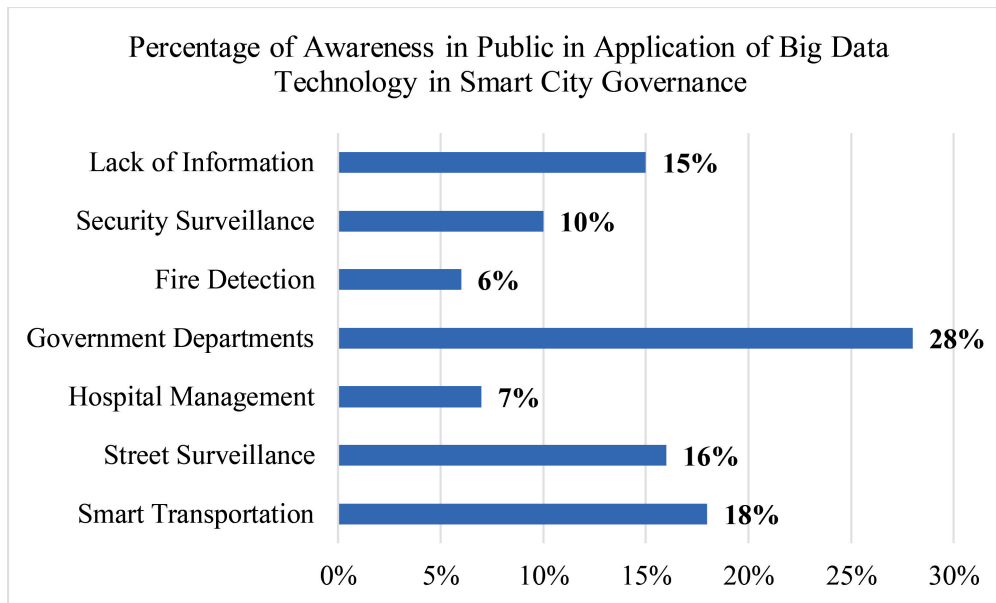 Percentage of Awareness in Public in Application of Big Data
Technology in Smart City Governance
Lack of Information 15%
Security Surveillance 10%
Fire Detection 6%
Government Departments 28%
Hospital Management 7%
Street Surveillance 16%
Smart Transportation 18%
0% 5% 10% 15% 20% 25% 30%